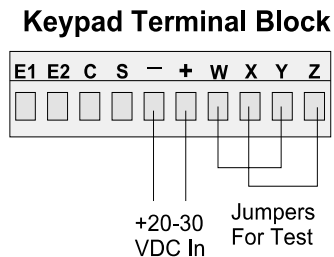 Keypad Terminal Block
E1 E2 C S − + W X Y Z
+20-30
VDC In
Jumpers
For Test